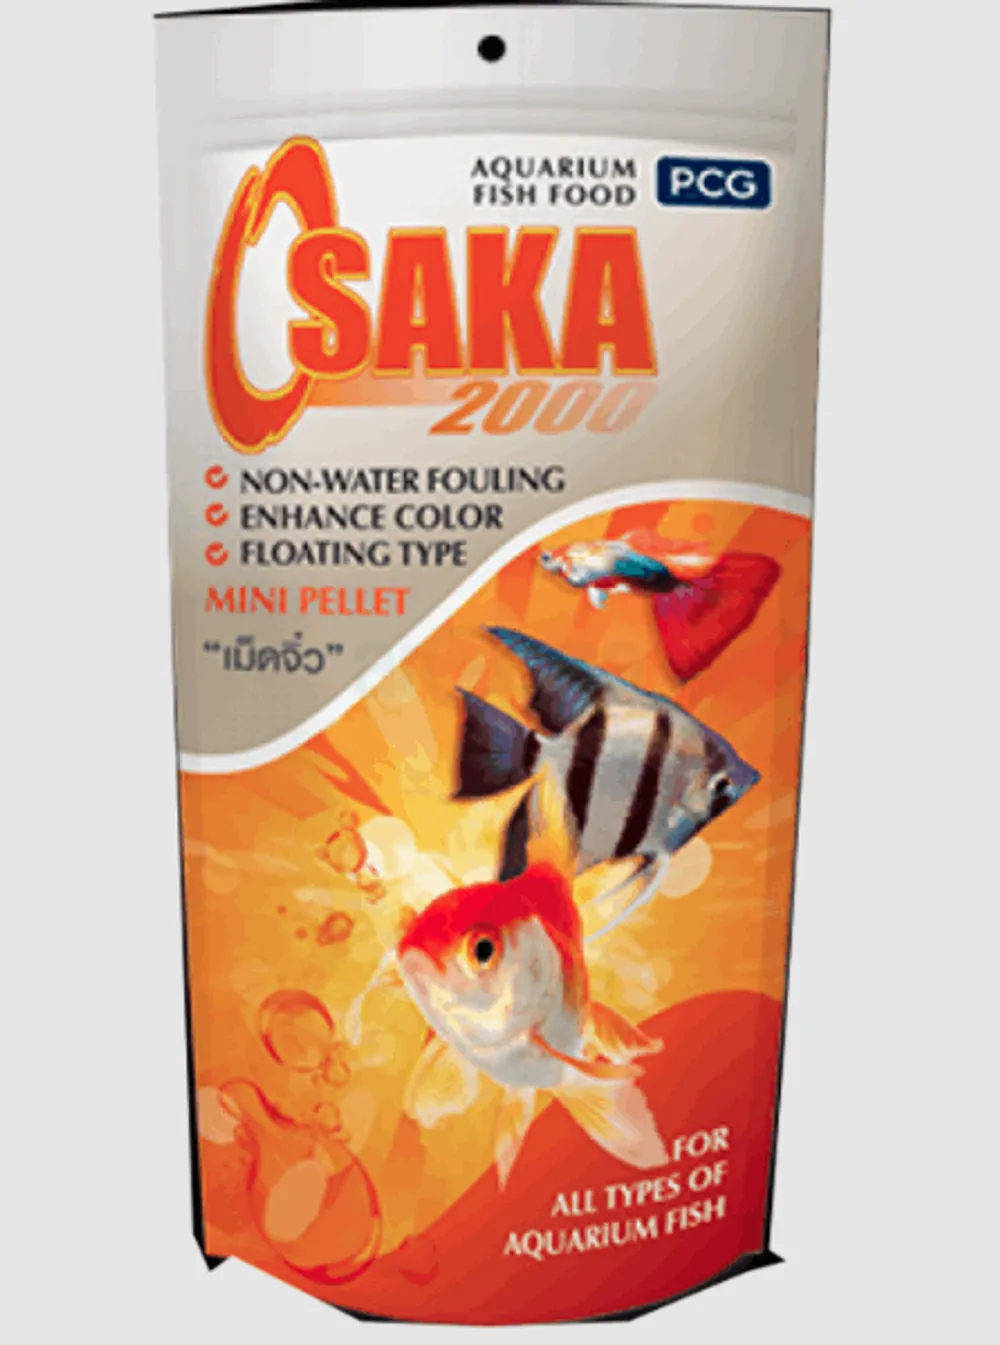 AQUARIUM
FISH FOOD
PCG
OSAKA
2000
NON-WATER FOULING
ENHANCE COLOR
FLOATING TYPE
MINI PELLET
“เม็ดจิ๋ว”
FOR
ALL TYPES OF
AQUARIUM FISH